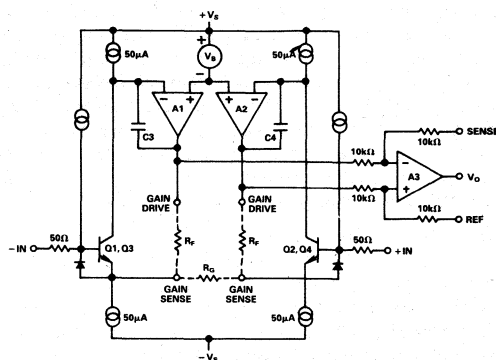 +VS
50µA
+
VB
−
50µA
− +
A1
+ −
A2
C3
C4
10kΩ
10kΩ
SENSE
−
A3
+
VO
10kΩ
10kΩ
REF
GAIN
DRIVE
GAIN
DRIVE
−IN
50Ω
Q1, Q3
RF
RF
Q2, Q4
50Ω
+IN
RG
GAIN
SENSE
GAIN
SENSE
50µA
50µA
−VS